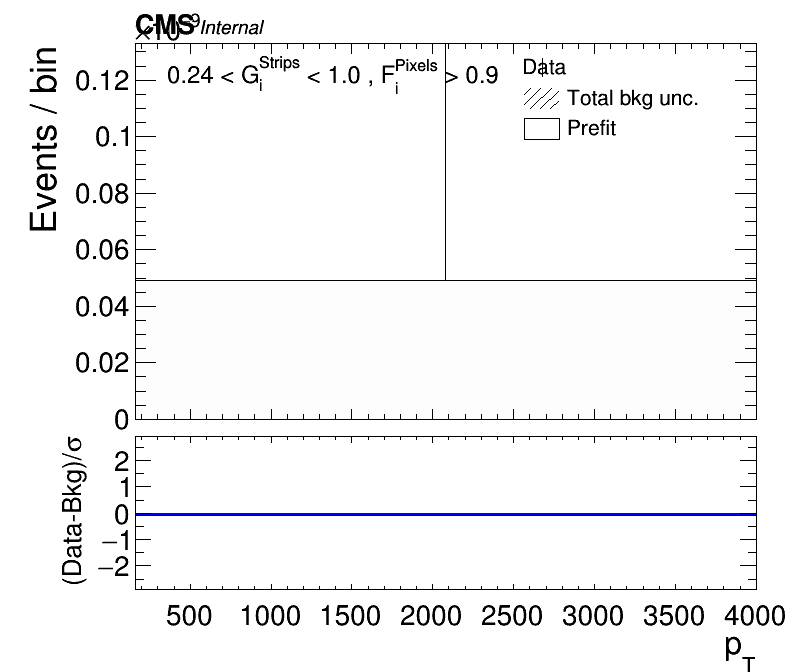 CMS Internal
×10⁻⁹
Events / bin
0.24 < G_i^Strips < 1.0 , F_i^Pixels > 0.9
Data
Total bkg unc.
Prefit
0.12
0.1
0.08
0.06
0.04
0.02
0
(Data-Bkg)/σ
2
1
0
−1
−2
500 1000 1500 2000 2500 3000 3500 4000
p_T